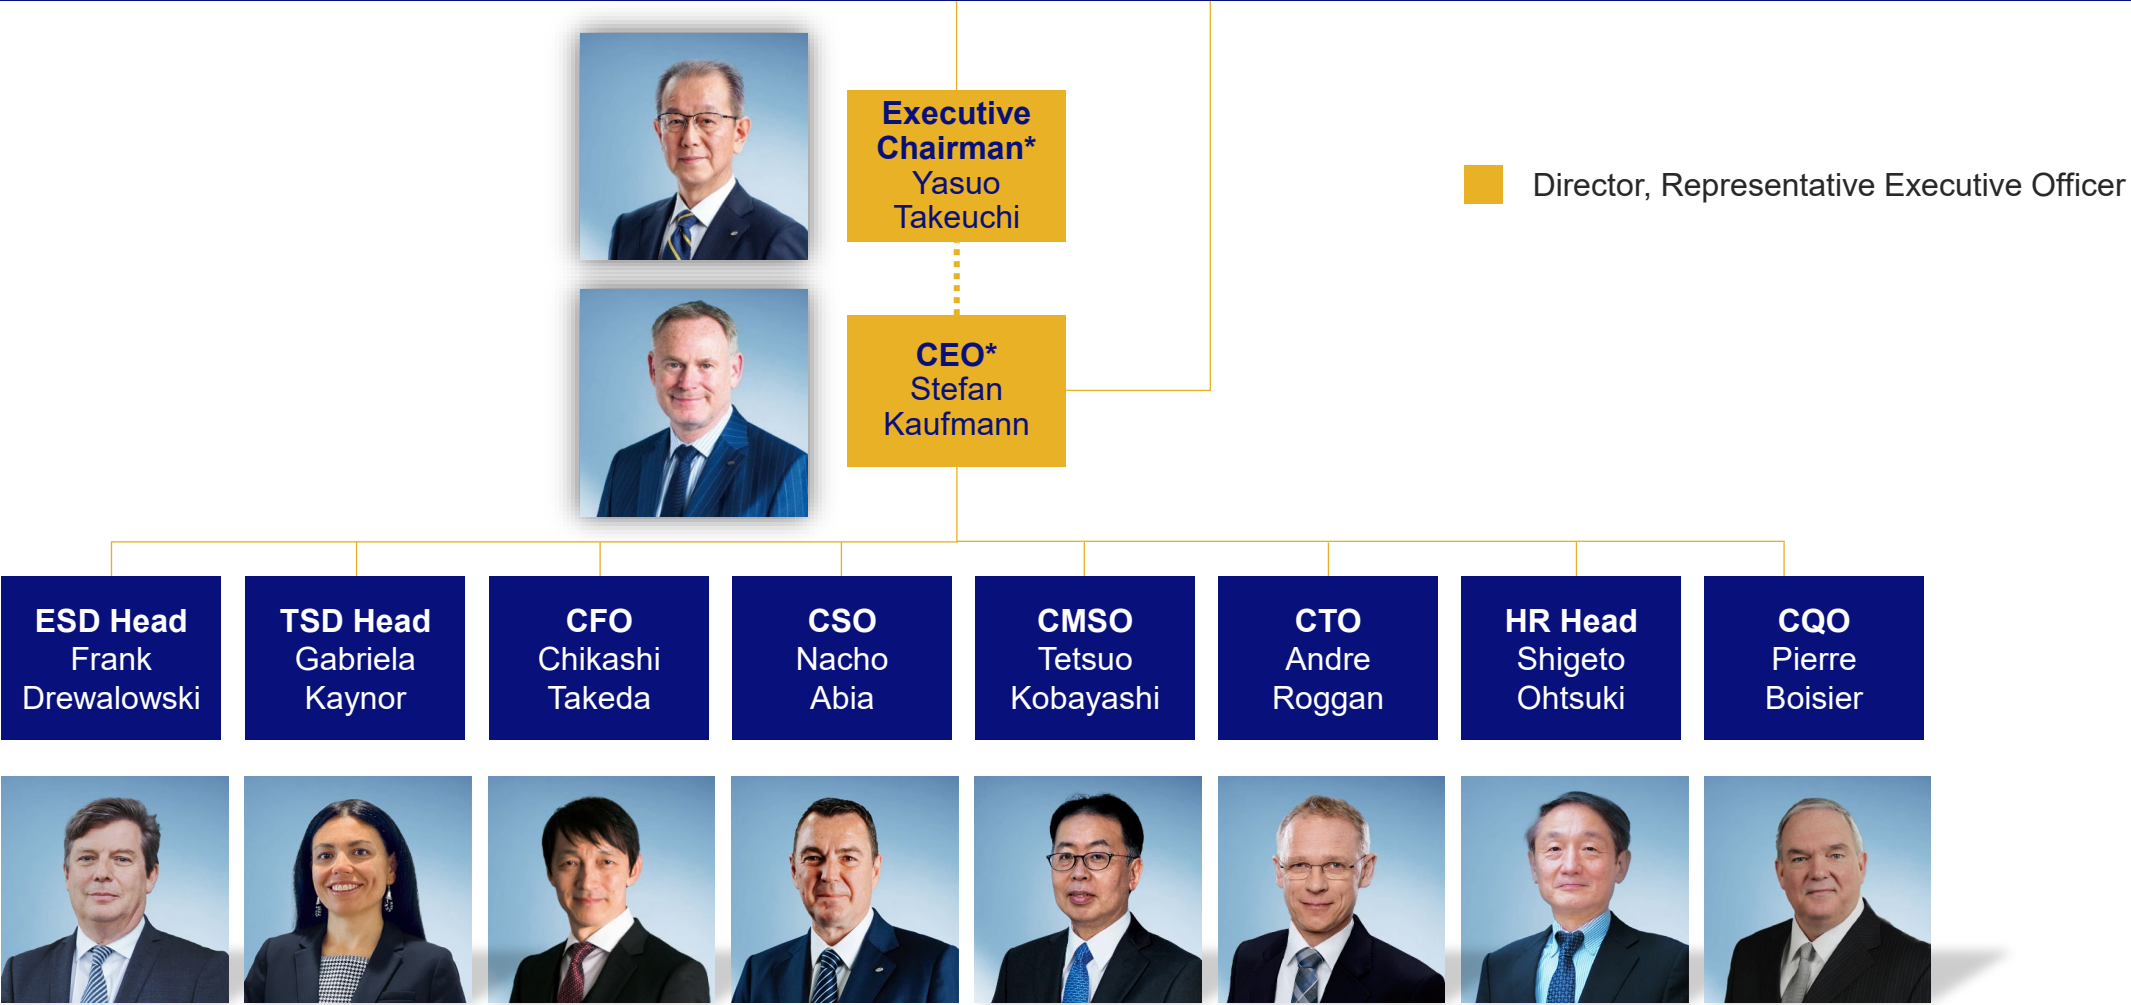 Executive
Chairman*
Yasuo
Takeuchi
Director, Representative Executive Officer
CEO*
Stefan
Kaufmann
ESD Head
Frank
Drewalowski
TSD Head
Gabriela
Kaynor
CFO
Chikashi
Takeda
CSO
Nacho
Abia
CMSO
Tetsuo
Kobayashi
CTO
Andre
Roggan
HR Head
Shigeto
Ohtsuki
CQO
Pierre
Boisier